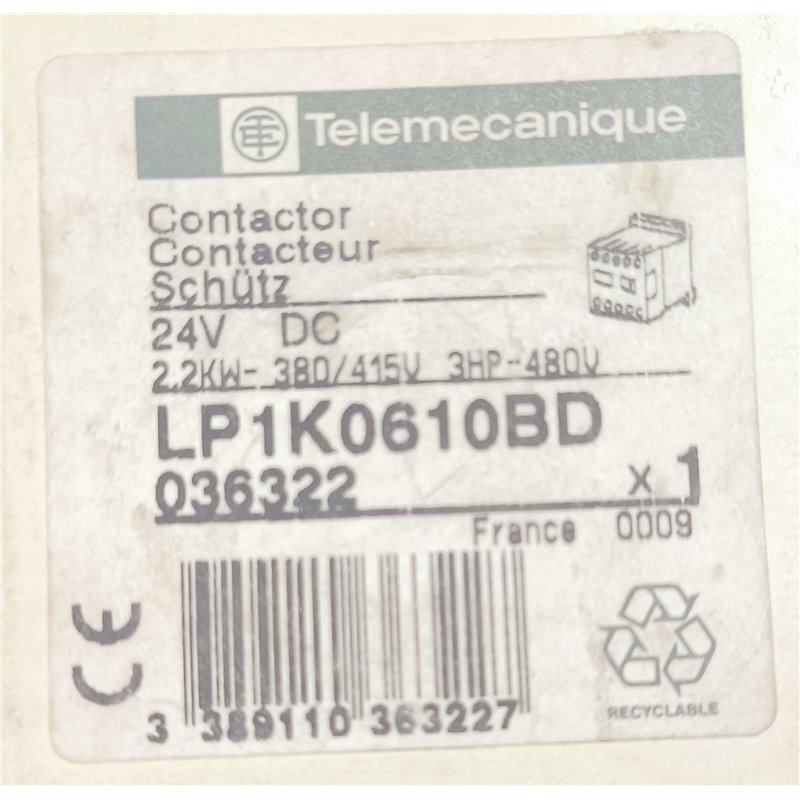 Telemecanique
Contactor
Contacteur
Schütz
24V DC
2.2KW- 380/415V 3HP-480V
LP1K0610BD
036322 x 1
France 0009
CE
3 389110 363227
RECYCLABLE